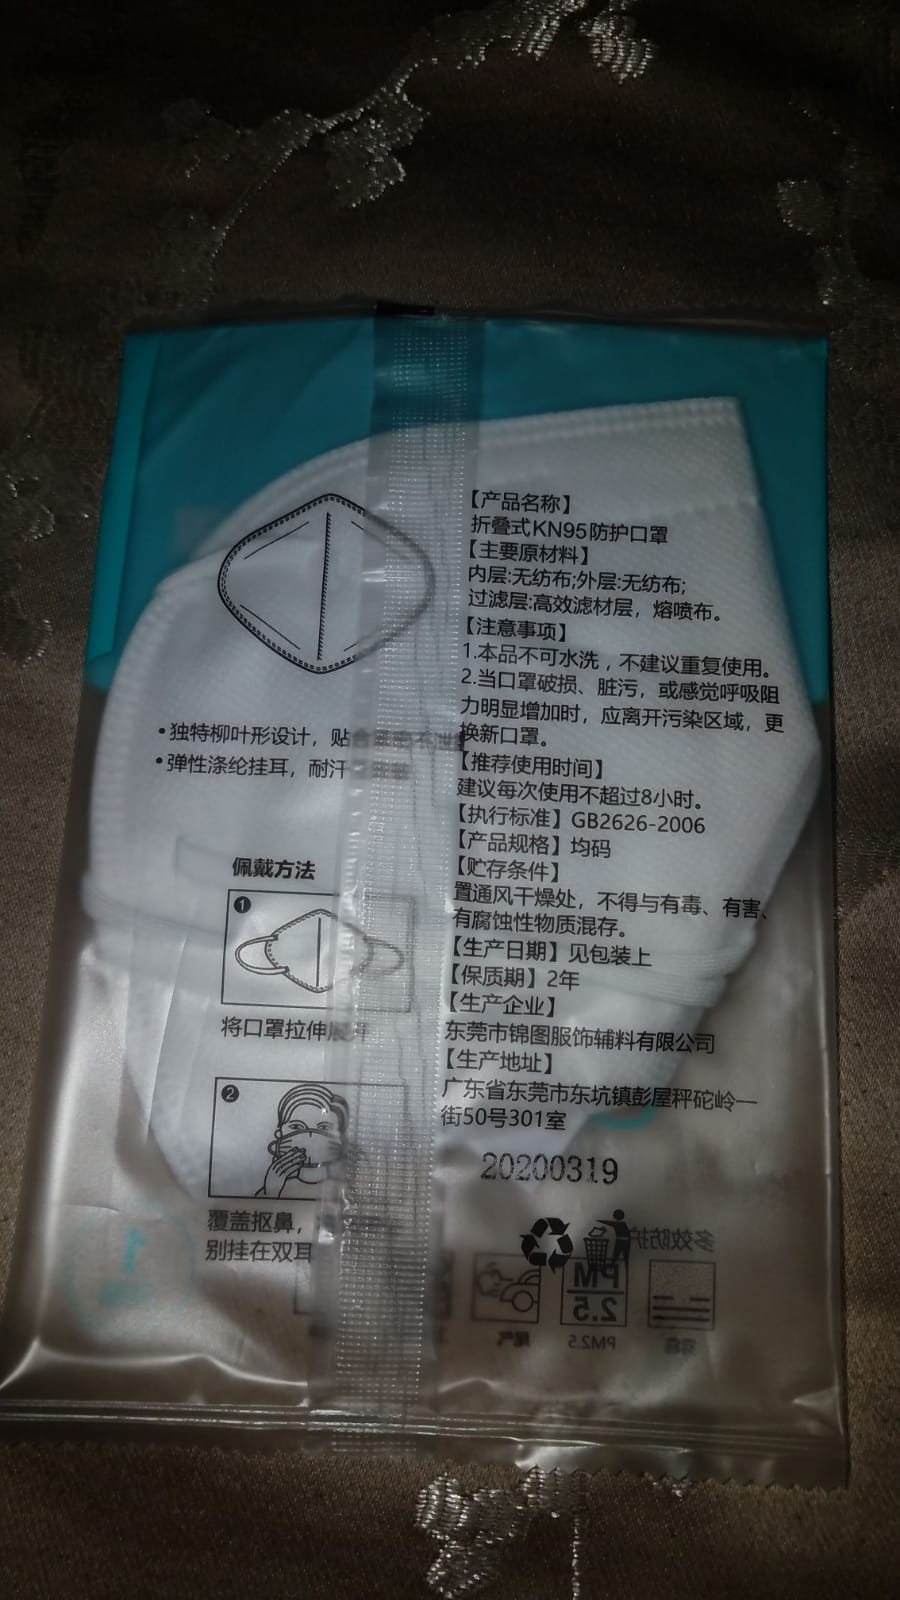 【产品名称】
折叠式KN95防护口罩
【主要原材料】
内层:无纺布;外层:无纺布;
过滤层:高效滤材层，熔喷布。
【注意事项】
1.本品不可水洗，不建议重复使用。
2.当口罩破损、脏污，或感觉呼吸阻
力明显增加时，应离开污染区域，更
换新口罩。
【推荐使用时间】
建议每次使用不超过8小时。
【执行标准】GB2626-2006
【产品规格】均码
【贮存条件】
置通风干燥处，不得与有毒、有害、
有腐蚀性物质混存。
【生产日期】见包装上
【保质期】2年
【生产企业】
东莞市锦图服饰辅料有限公司
【生产地址】
广东省东莞市东坑镇彭屋秤砣岭一
街50号301室
20200319
•独特柳叶形设计，贴
•弹性涤纶挂耳，耐汗
佩戴方法
1
将口罩拉伸展开
2
覆盖抠鼻，
别挂在双耳
多效防护
尾气
PM
2.5
PM2.5